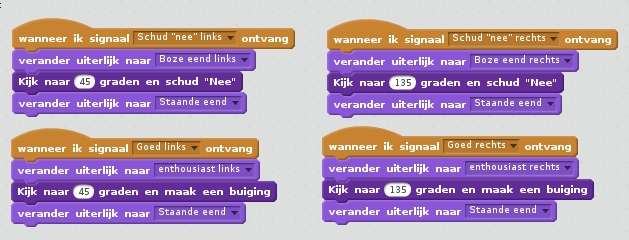 wanneer ik signaal Schud "nee" links ontvang
verander uiterlijk naar Boze eend links
Kijk naar 45 graden en schud "Nee"
verander uiterlijk naar Staande eend
wanneer ik signaal Schud "nee" rechts ontvang
verander uiterlijk naar Boze eend rechts
Kijk naar 135 graden en schud "Nee"
verander uiterlijk naar Staande eend
wanneer ik signaal Goed links ontvang
verander uiterlijk naar enthousiast links
Kijk naar 45 graden en maak een buiging
verander uiterlijk naar Staande eend
wanneer ik signaal Goed rechts ontvang
verander uiterlijk naar enthousiast rechts
Kijk naar 135 graden en maak een buiging
verander uiterlijk naar Staande eend